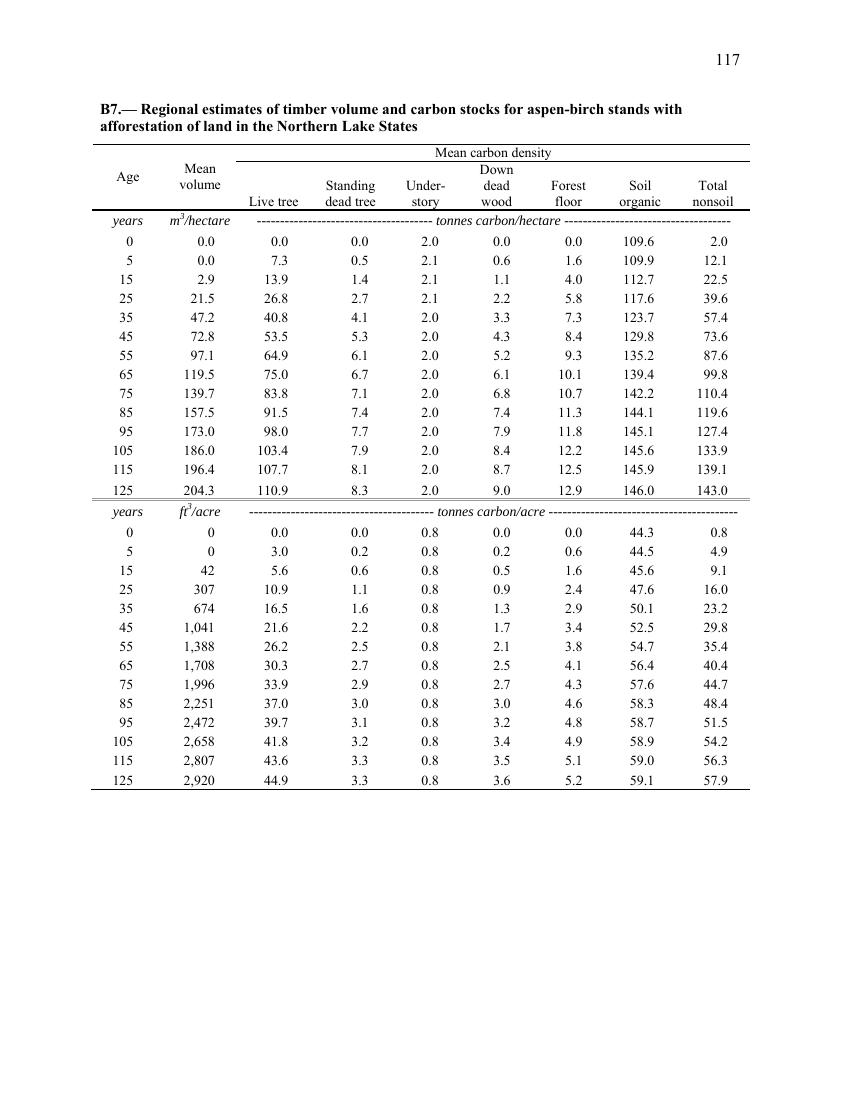 117
B7.— Regional estimates of timber volume and carbon stocks for aspen-birch stands with
afforestation of land in the Northern Lake States
Mean carbon density
Age Mean volume Live tree Standing dead tree Under- story Down dead wood Forest floor Soil organic Total nonsoil
years m³/hectare -------------------------------------- tonnes carbon/hectare ------------------------------------
0 0.0 0.0 0.0 2.0 0.0 0.0 109.6 2.0
5 0.0 7.3 0.5 2.1 0.6 1.6 109.9 12.1
15 2.9 13.9 1.4 2.1 1.1 4.0 112.7 22.5
25 21.5 26.8 2.7 2.1 2.2 5.8 117.6 39.6
35 47.2 40.8 4.1 2.0 3.3 7.3 123.7 57.4
45 72.8 53.5 5.3 2.0 4.3 8.4 129.8 73.6
55 97.1 64.9 6.1 2.0 5.2 9.3 135.2 87.6
65 119.5 75.0 6.7 2.0 6.1 10.1 139.4 99.8
75 139.7 83.8 7.1 2.0 6.8 10.7 142.2 110.4
85 157.5 91.5 7.4 2.0 7.4 11.3 144.1 119.6
95 173.0 98.0 7.7 2.0 7.9 11.8 145.1 127.4
105 186.0 103.4 7.9 2.0 8.4 12.2 145.6 133.9
115 196.4 107.7 8.1 2.0 8.7 12.5 145.9 139.1
125 204.3 110.9 8.3 2.0 9.0 12.9 146.0 143.0
years ft³/acre ---------------------------------------- tonnes carbon/acre -----------------------------------------
0 0 0.0 0.0 0.8 0.0 0.0 44.3 0.8
5 0 3.0 0.2 0.8 0.2 0.6 44.5 4.9
15 42 5.6 0.6 0.8 0.5 1.6 45.6 9.1
25 307 10.9 1.1 0.8 0.9 2.4 47.6 16.0
35 674 16.5 1.6 0.8 1.3 2.9 50.1 23.2
45 1,041 21.6 2.2 0.8 1.7 3.4 52.5 29.8
55 1,388 26.2 2.5 0.8 2.1 3.8 54.7 35.4
65 1,708 30.3 2.7 0.8 2.5 4.1 56.4 40.4
75 1,996 33.9 2.9 0.8 2.7 4.3 57.6 44.7
85 2,251 37.0 3.0 0.8 3.0 4.6 58.3 48.4
95 2,472 39.7 3.1 0.8 3.2 4.8 58.7 51.5
105 2,658 41.8 3.2 0.8 3.4 4.9 58.9 54.2
115 2,807 43.6 3.3 0.8 3.5 5.1 59.0 56.3
125 2,920 44.9 3.3 0.8 3.6 5.2 59.1 57.9